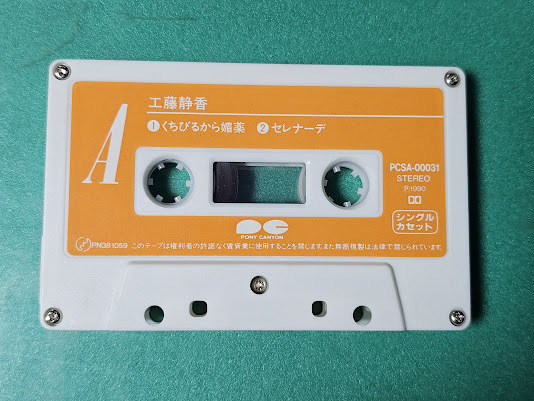 工藤静香
A
①くちびるから媚薬 ②セレナーデ
PCSA-00031
STEREO
Ⓟ1990
シングル
カセット
PC
PONY CANYON
PN381059 このテープは権利者の許諾なく賃貸業に使用することを禁じます。また無断複製は法律で禁じられています。